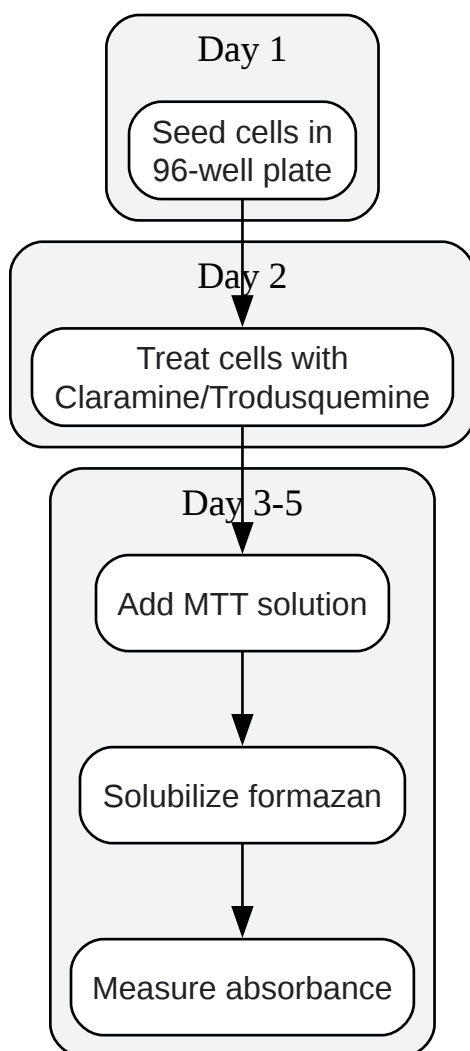 Day 1
Seed cells in
96-well plate
Day 2
Treat cells with
Claramine/Trodusquemine
Day 3-5
Add MTT solution
Solubilize formazan
Measure absorbance